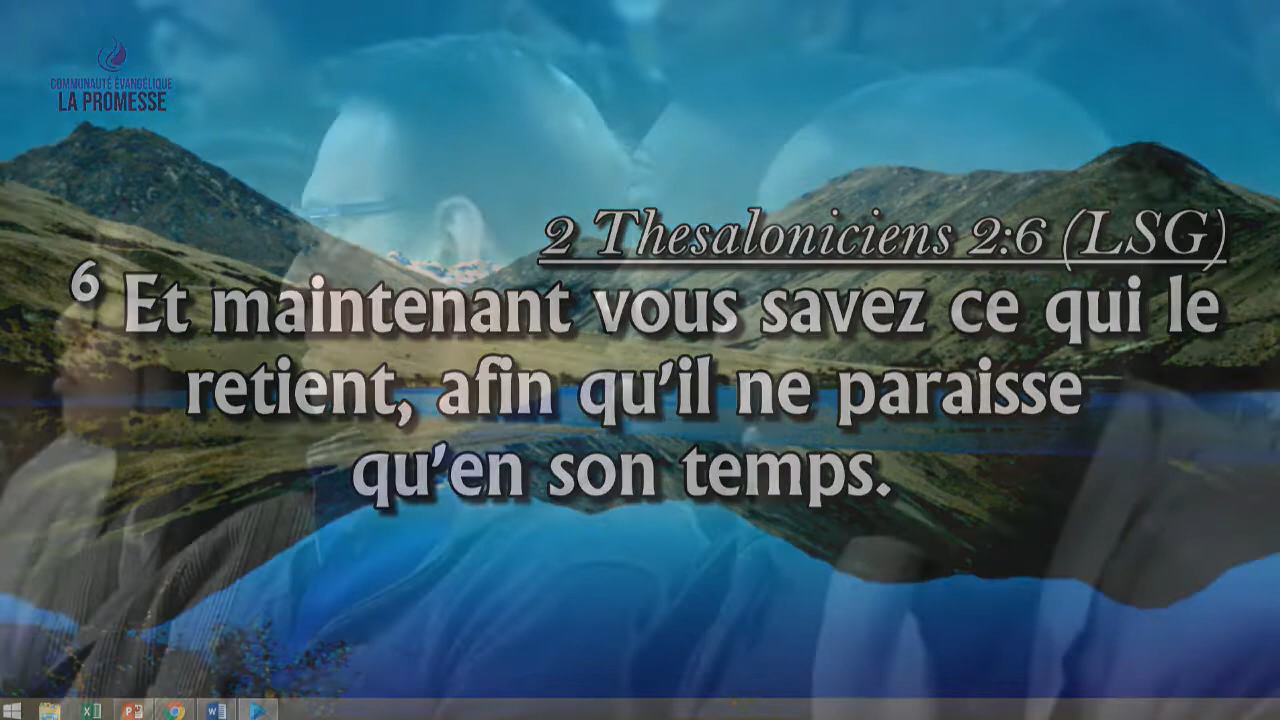 COMMUNAUTÉ ÉVANGÉLIQUE
LA PROMESSE
2 Thesaloniciens 2:6 (LSG)
6 Et maintenant vous savez ce qui le
retient, afin qu’il ne paraisse
qu’en son temps.